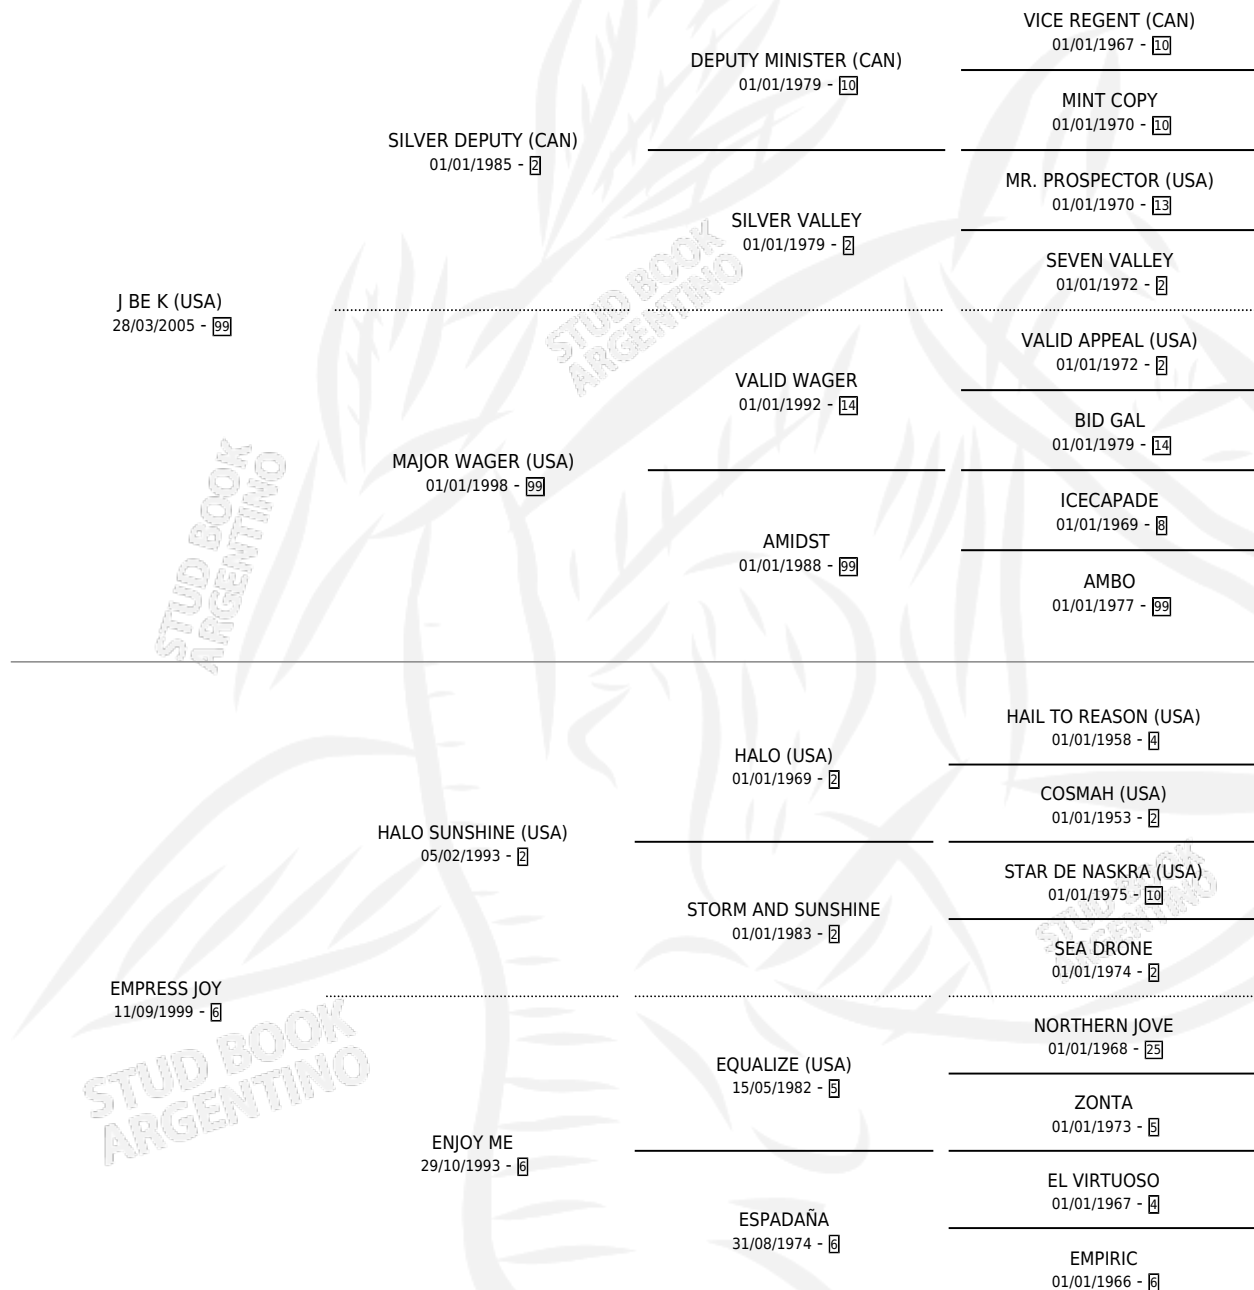 VICE REGENT (CAN)
01/01/1967 - 10
DEPUTY MINISTER (CAN)
01/01/1979 - 10
MINT COPY
01/01/1970 - 10
SILVER DEPUTY (CAN)
01/01/1985 - 2
MR. PROSPECTOR (USA)
01/01/1970 - 13
SILVER VALLEY
01/01/1979 - 2
SEVEN VALLEY
01/01/1972 - 2
J BE K (USA)
28/03/2005 - 99
VALID APPEAL (USA)
01/01/1972 - 2
VALID WAGER
01/01/1992 - 14
BID GAL
01/01/1979 - 14
MAJOR WAGER (USA)
01/01/1998 - 99
ICECAPADE
01/01/1969 - 8
AMIDST
01/01/1988 - 99
AMBO
01/01/1977 - 99
HAIL TO REASON (USA)
01/01/1958 - 4
HALO (USA)
01/01/1969 - 2
COSMAH (USA)
01/01/1953 - 2
HALO SUNSHINE (USA)
05/02/1993 - 2
STAR DE NASKRA (USA)
01/01/1975 - 10
STORM AND SUNSHINE
01/01/1983 - 2
SEA DRONE
01/01/1974 - 2
EMPRESS JOY
11/09/1999 - 6
NORTHERN JOVE
01/01/1968 - 25
EQUALIZE (USA)
15/05/1982 - 5
ZONTA
01/01/1973 - 5
ENJOY ME
29/10/1993 - 6
EL VIRTUOSO
01/01/1967 - 4
ESPADAÑA
31/08/1974 - 6
EMPIRIC
01/01/1966 - 6
STUD BOOK
ARGENTINO
STUD BOOK
ARGENTINO
STUD BOOK
ARGENTINO
STUD BOOK
ARGENTINO